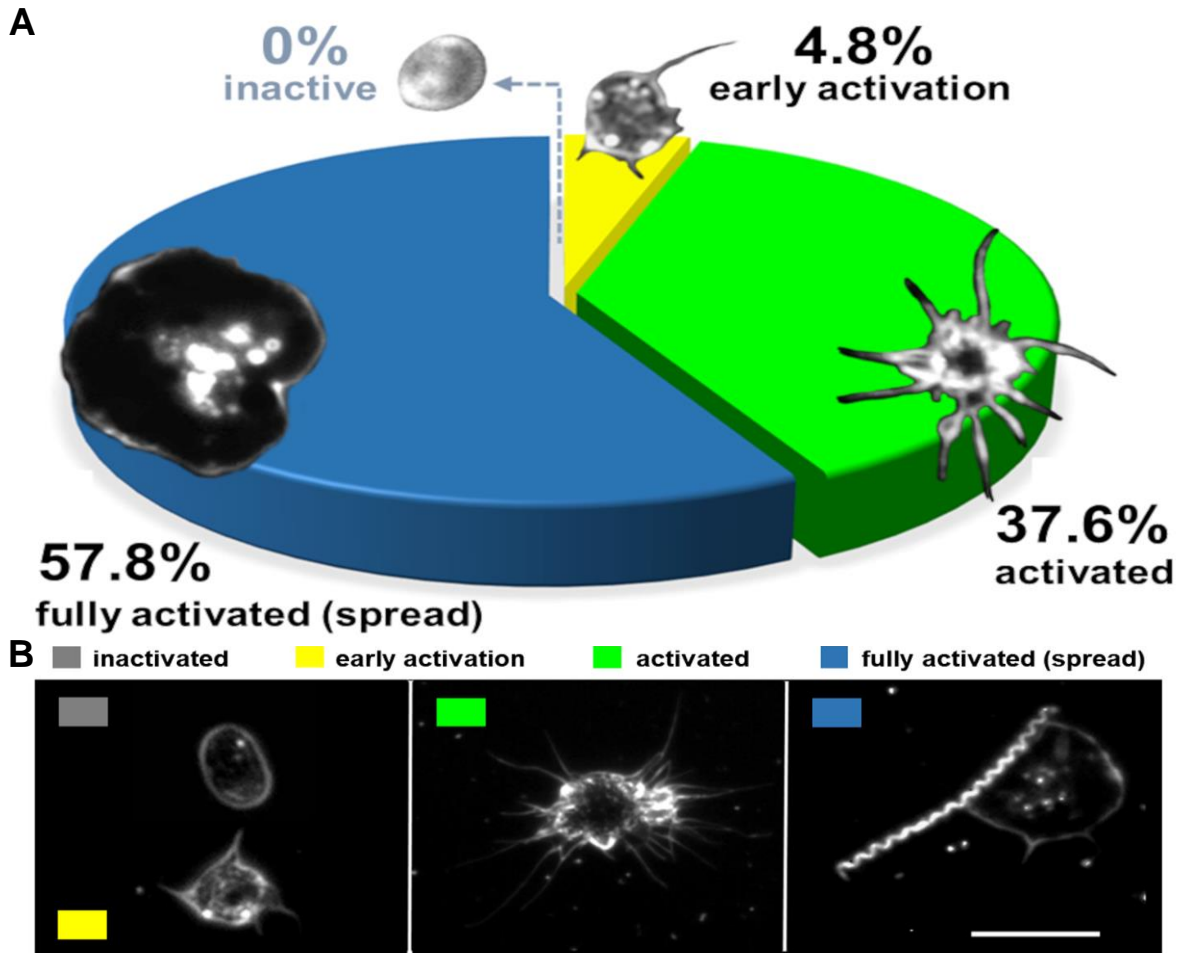 A
0%
inactive
4.8%
early activation
37.6%
activated
57.8%
fully activated (spread)
B
inactivated
early activation
activated
fully activated (spread)